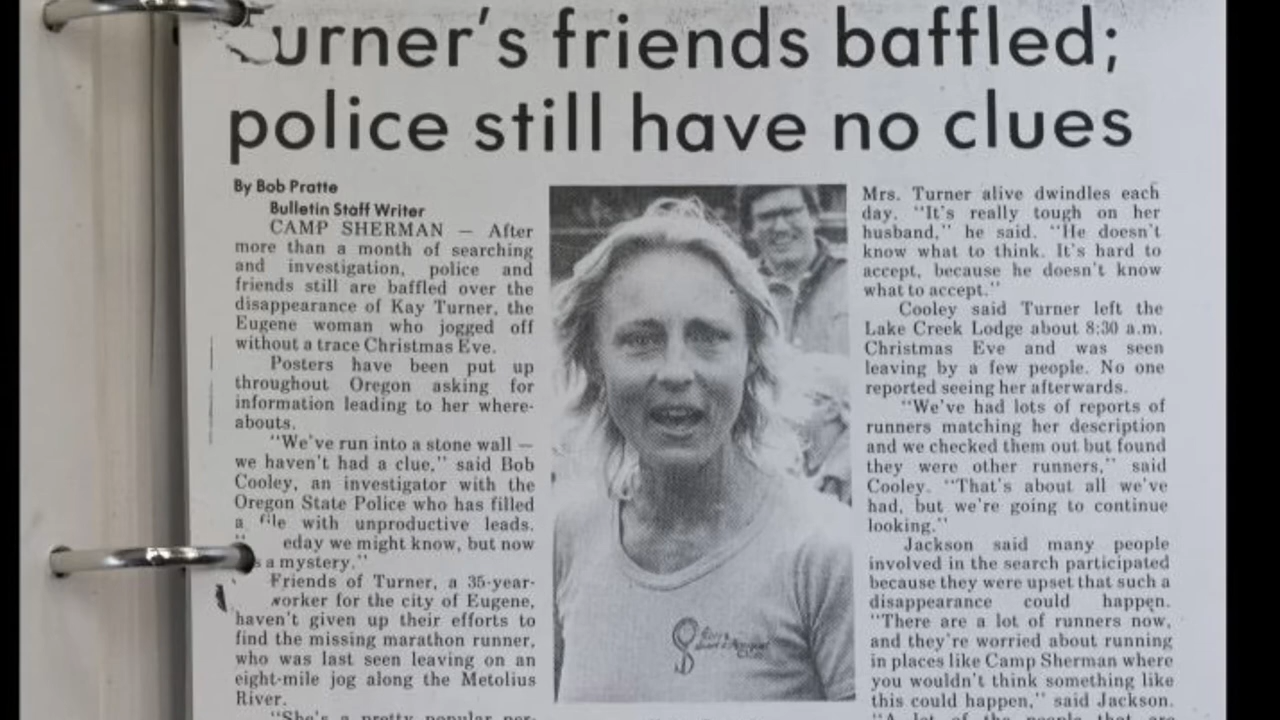 urner's friends baffled;
police still have no clues
By Bob Pratte
Bulletin Staff Writer
CAMP SHERMAN — After
more than a month of searching
and investigation, police and
friends still are baffled over the
disappearance of Kay Turner, the
Eugene woman who jogged off
without a trace Christmas Eve.
Posters have been put up
throughout Oregon asking for
information leading to her where-
abouts.
"We've run into a stone wall —
we haven't had a clue," said Bob
Cooley, an investigator with the
Oregon State Police who has filled
a file with unproductive leads.
eday we might know, but now
s a mystery."
Friends of Turner, a 35-year-
worker for the city of Eugene,
haven't given up their efforts to
find the missing marathon runner,
who was last seen leaving on an
eight-mile jog along the Metolius
River.
"She's a pretty popular per-
Mrs. Turner alive dwindles each
day. "It's really tough on her
husband," he said. "He doesn't
know what to think. It's hard to
accept, because he doesn't know
what to accept."
Cooley said Turner left the
Lake Creek Lodge about 8:30 a.m.
Christmas Eve and was seen
leaving by a few people. No one
reported seeing her afterwards.
"We've had lots of reports of
runners matching her description
and we checked them out but found
they were other runners," said
Cooley. "That's about all we've
had, but we're going to continue
looking."
Jackson said many people
involved in the search participated
because they were upset that such a
disappearance could happen.
"There are a lot of runners now,
and they're worried about running
in places like Camp Sherman where
you wouldn't think something like
this could happen," said Jackson.
"A lot of the people that are